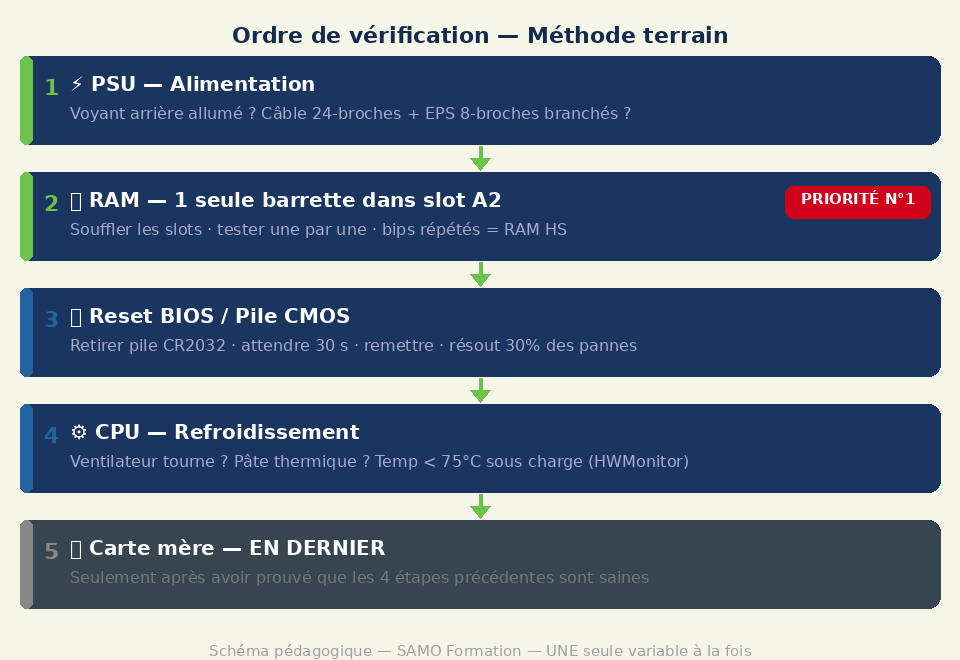 Ordre de vérification — Méthode terrain
1 ⚡ PSU — Alimentation
Voyant arrière allumé ? Câble 24-broches + EPS 8-broches branchés ?
2 RAM — 1 seule barrette dans slot A2
PRIORITÉ N°1
Souffler les slots · tester une par une · bips répétés = RAM HS
3 Reset BIOS / Pile CMOS
Retirer pile CR2032 · attendre 30 s · remettre · résout 30% des pannes
4 ⚙ CPU — Refroidissement
Ventilateur tourne ? Pâte thermique ? Temp < 75°C sous charge (HWMonitor)
5 Carte mère — EN DERNIER
Seulement après avoir prouvé que les 4 étapes précédentes sont saines
Schéma pédagogique — SAMO Formation — UNE seule variable à la fois